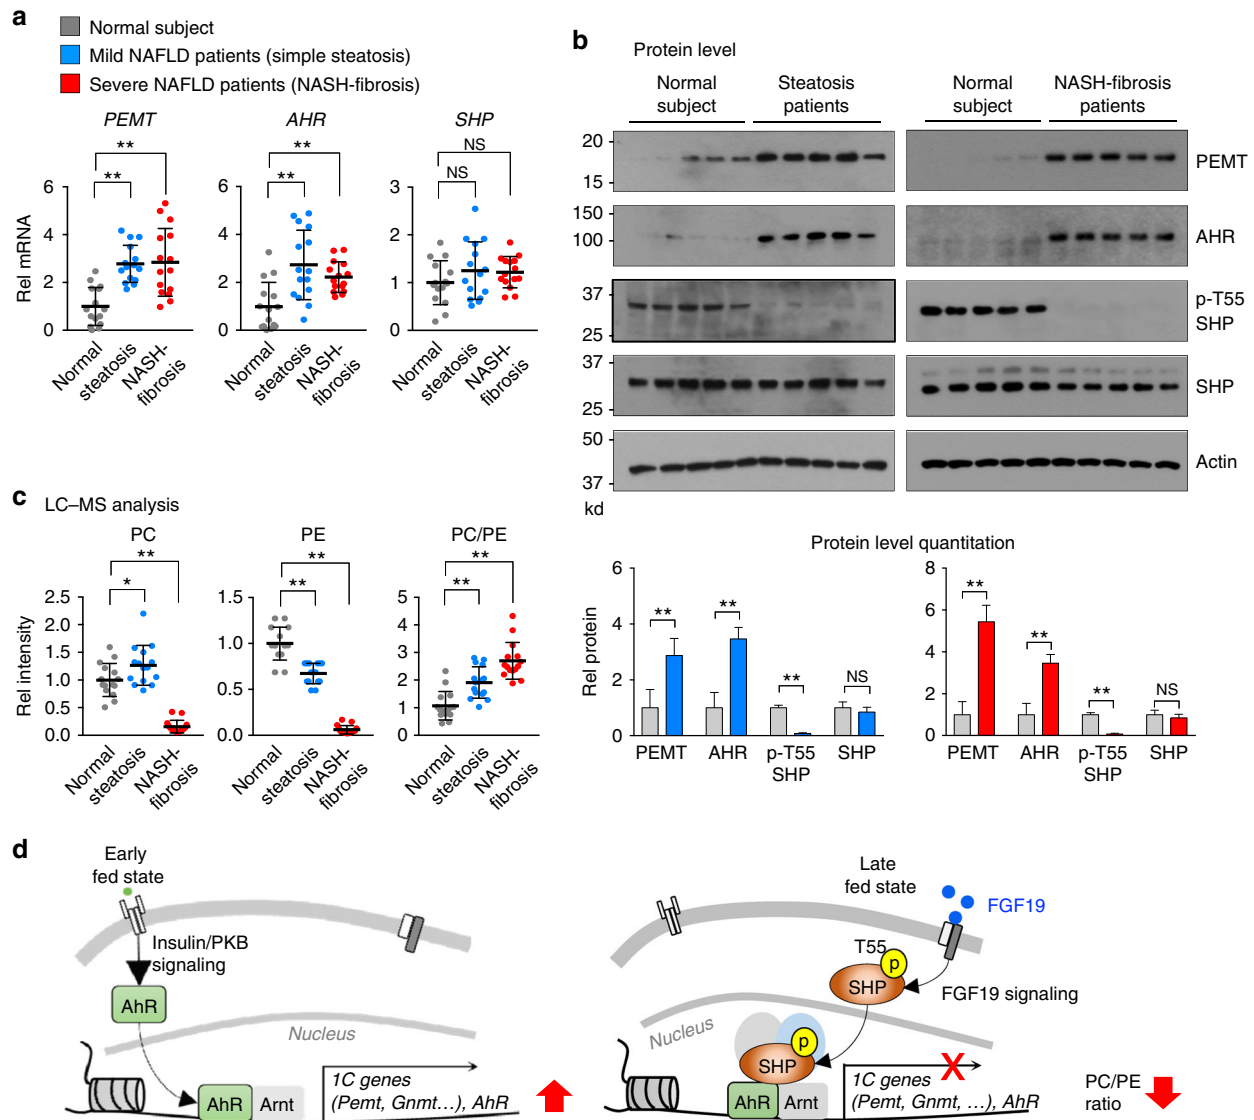 a
Normal subject
Mild NAFLD patients (simple steatosis)
Severe NAFLD patients (NASH-fibrosis)
PEMT
AHR
SHP
**
**
**
**
NS
NS
Rel mRNA
6
4
2
0
6
4
2
0
3
2
1
0
Normal
steatosis
NASH-
fibrosis
Normal
steatosis
NASH-
fibrosis
Normal
steatosis
NASH-
fibrosis
b
Protein level
Normal
subject
Steatosis
patients
Normal
subject
NASH-fibrosis
patients
20
15
PEMT
150
100
AHR
37
25
p-T55
SHP
37
25
SHP
50
37
Actin
kd
Protein level quantitation
Rel protein
6
4
2
0
**
**
**
NS
PEMT
AHR
p-T55
SHP
SHP
8
6
4
2
0
**
**
**
NS
PEMT
AHR
p-T55
SHP
SHP
c
LC–MS analysis
PC
PE
PC/PE
**
*
**
**
**
**
Rel intensity
2.5
2.0
1.5
1.0
0.5
0.0
1.5
1.0
0.5
0.0
5
4
3
2
1
0
Normal
steatosis
NASH-
fibrosis
Normal
steatosis
NASH-
fibrosis
Normal
steatosis
NASH-
fibrosis
d
Early
fed state
Insulin/PKB
signaling
AhR
Nucleus
AhR
Arnt
1C genes
(Pemt, Gnmt...), AhR
Late
fed state
FGF19
T55
p
SHP
FGF19 signaling
Nucleus
p
SHP
AhR
Arnt
X
1C genes
(Pemt, Gnmt, ...), AhR
PC/PE
ratio